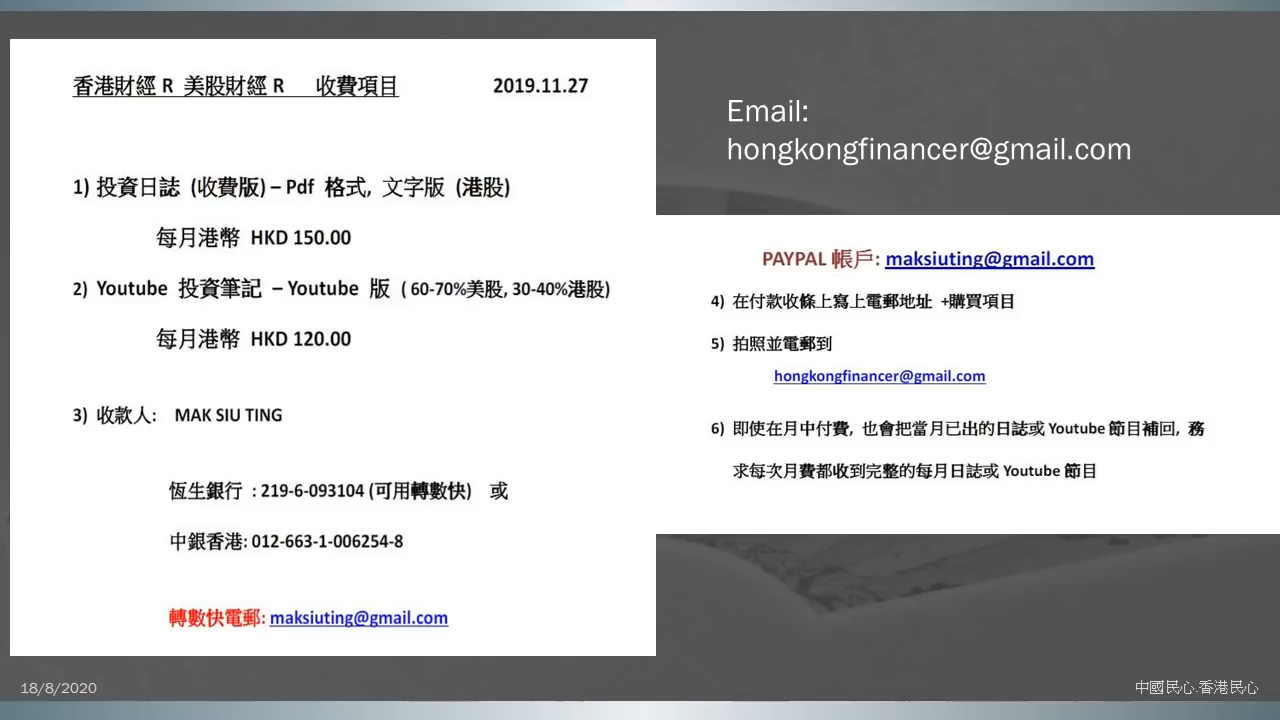 香港財經 R 美股財經 R 收費項目 2019.11.27
1) 投資日誌 (收費版) – Pdf 格式, 文字版 (港股)
每月港幣 HKD 150.00
2) Youtube 投資筆記 – Youtube 版 ( 60-70%美股, 30-40%港股)
每月港幣 HKD 120.00
3) 收款人: MAK SIU TING
恆生銀行 : 219-6-093104 (可用轉數快) 或
中銀香港: 012-663-1-006254-8
轉數快電郵: maksiuting@gmail.com
Email:
hongkongfinancer@gmail.com
PAYPAL 帳戶: maksiuting@gmail.com
4) 在付款收條上寫上電郵地址 +購買項目
5) 拍照並電郵到
hongkongfinancer@gmail.com
6) 即使在月中付費, 也會把當月已出的日誌或 Youtube 節目補回, 務
求每次月費都收到完整的每月日誌或 Youtube 節目
18/8/2020
中國民心.香港民心